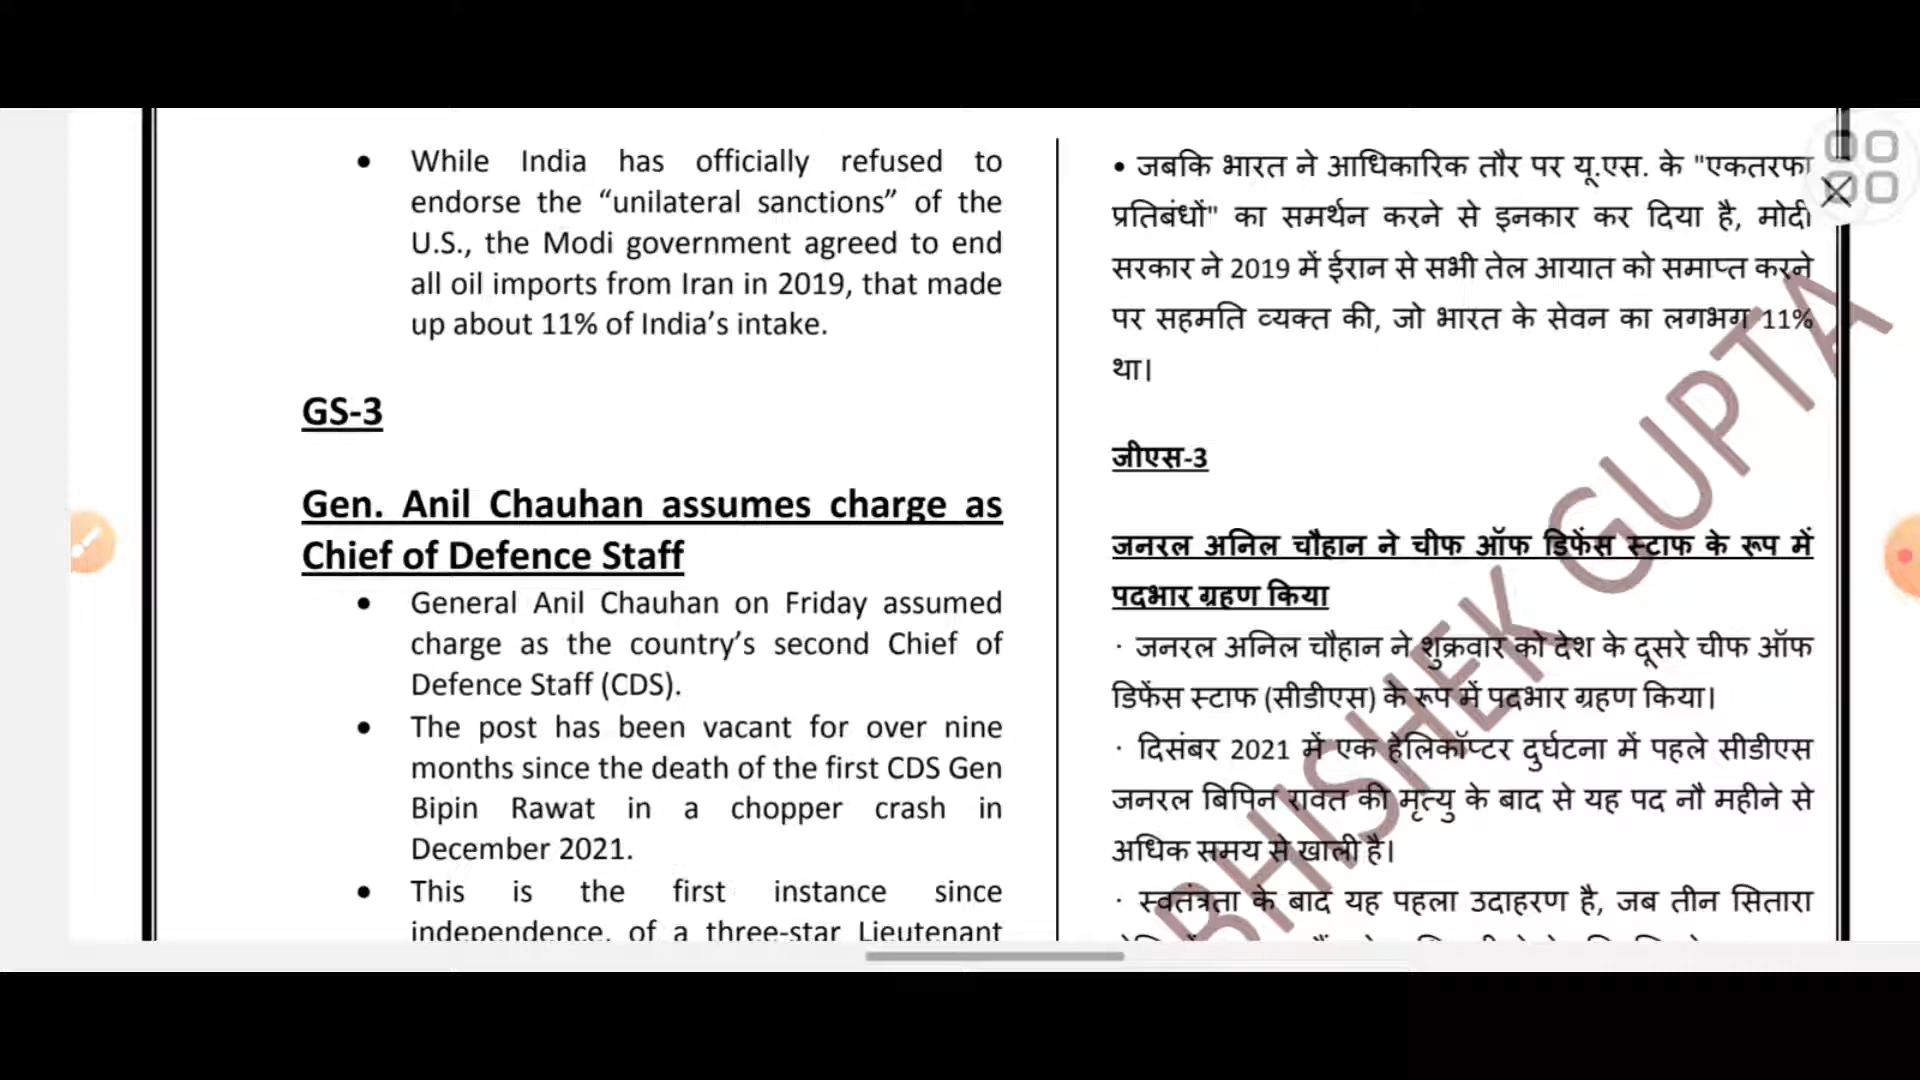 • While India has officially refused to
endorse the “unilateral sanctions” of the
U.S., the Modi government agreed to end
all oil imports from Iran in 2019, that made
up about 11% of India’s intake.
GS-3
Gen. Anil Chauhan assumes charge as
Chief of Defence Staff
• General Anil Chauhan on Friday assumed
charge as the country’s second Chief of
Defence Staff (CDS).
• The post has been vacant for over nine
months since the death of the first CDS Gen
Bipin Rawat in a chopper crash in
December 2021.
• This is the first instance since
independence, of a three-star Lieutenant
• जबकि भारत ने आधिकारिक तौर पर यू.एस. के "एकतरफा
प्रतिबंधों" का समर्थन करने से इनकार कर दिया है, मोदी
सरकार ने 2019 में ईरान से सभी तेल आयात को समाप्त करने
पर सहमति व्यक्त की, जो भारत के सेवन का लगभग 11%
था।
जीएस-3
जनरल अनिल चौहान ने चीफ ऑफ डिफेंस स्टाफ के रूप में
पदभार ग्रहण किया
· जनरल अनिल चौहान ने शुक्रवार को देश के दूसरे चीफ ऑफ
डिफेंस स्टाफ (सीडीएस) के रूप में पदभार ग्रहण किया।
· दिसंबर 2021 में एक हेलिकॉप्टर दुर्घटना में पहले सीडीएस
जनरल बिपिन रावत की मृत्यु के बाद से यह पद नौ महीने से
अधिक समय से खाली है।
· स्वतंत्रता के बाद यह पहला उदाहरण है, जब तीन सितारा
BHISHEK GUPTA